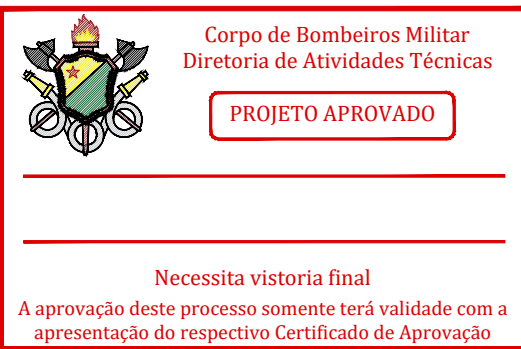 Corpo de Bombeiros Militar
Diretoria de Atividades Técnicas
PROJETO APROVADO
Necessita vistoria final
A aprovação deste processo somente terá validade com a
apresentação do respectivo Certificado de Aprovação